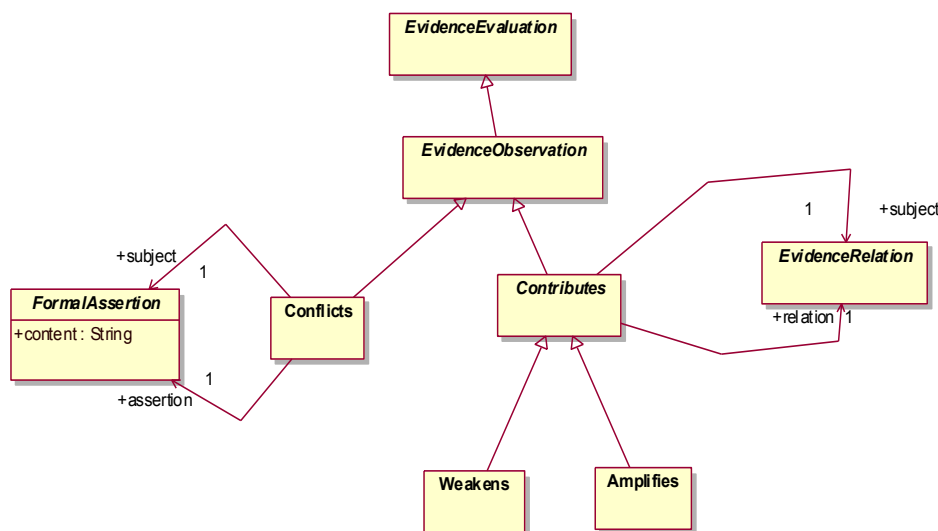 EvidenceEvaluation
EvidenceObservation
+subject
1
1
+subject
EvidenceRelation
FormalAssertion
+content : String
Conflicts
Contributes
+relation 1
1
+assertion
Weakens
Amplifies